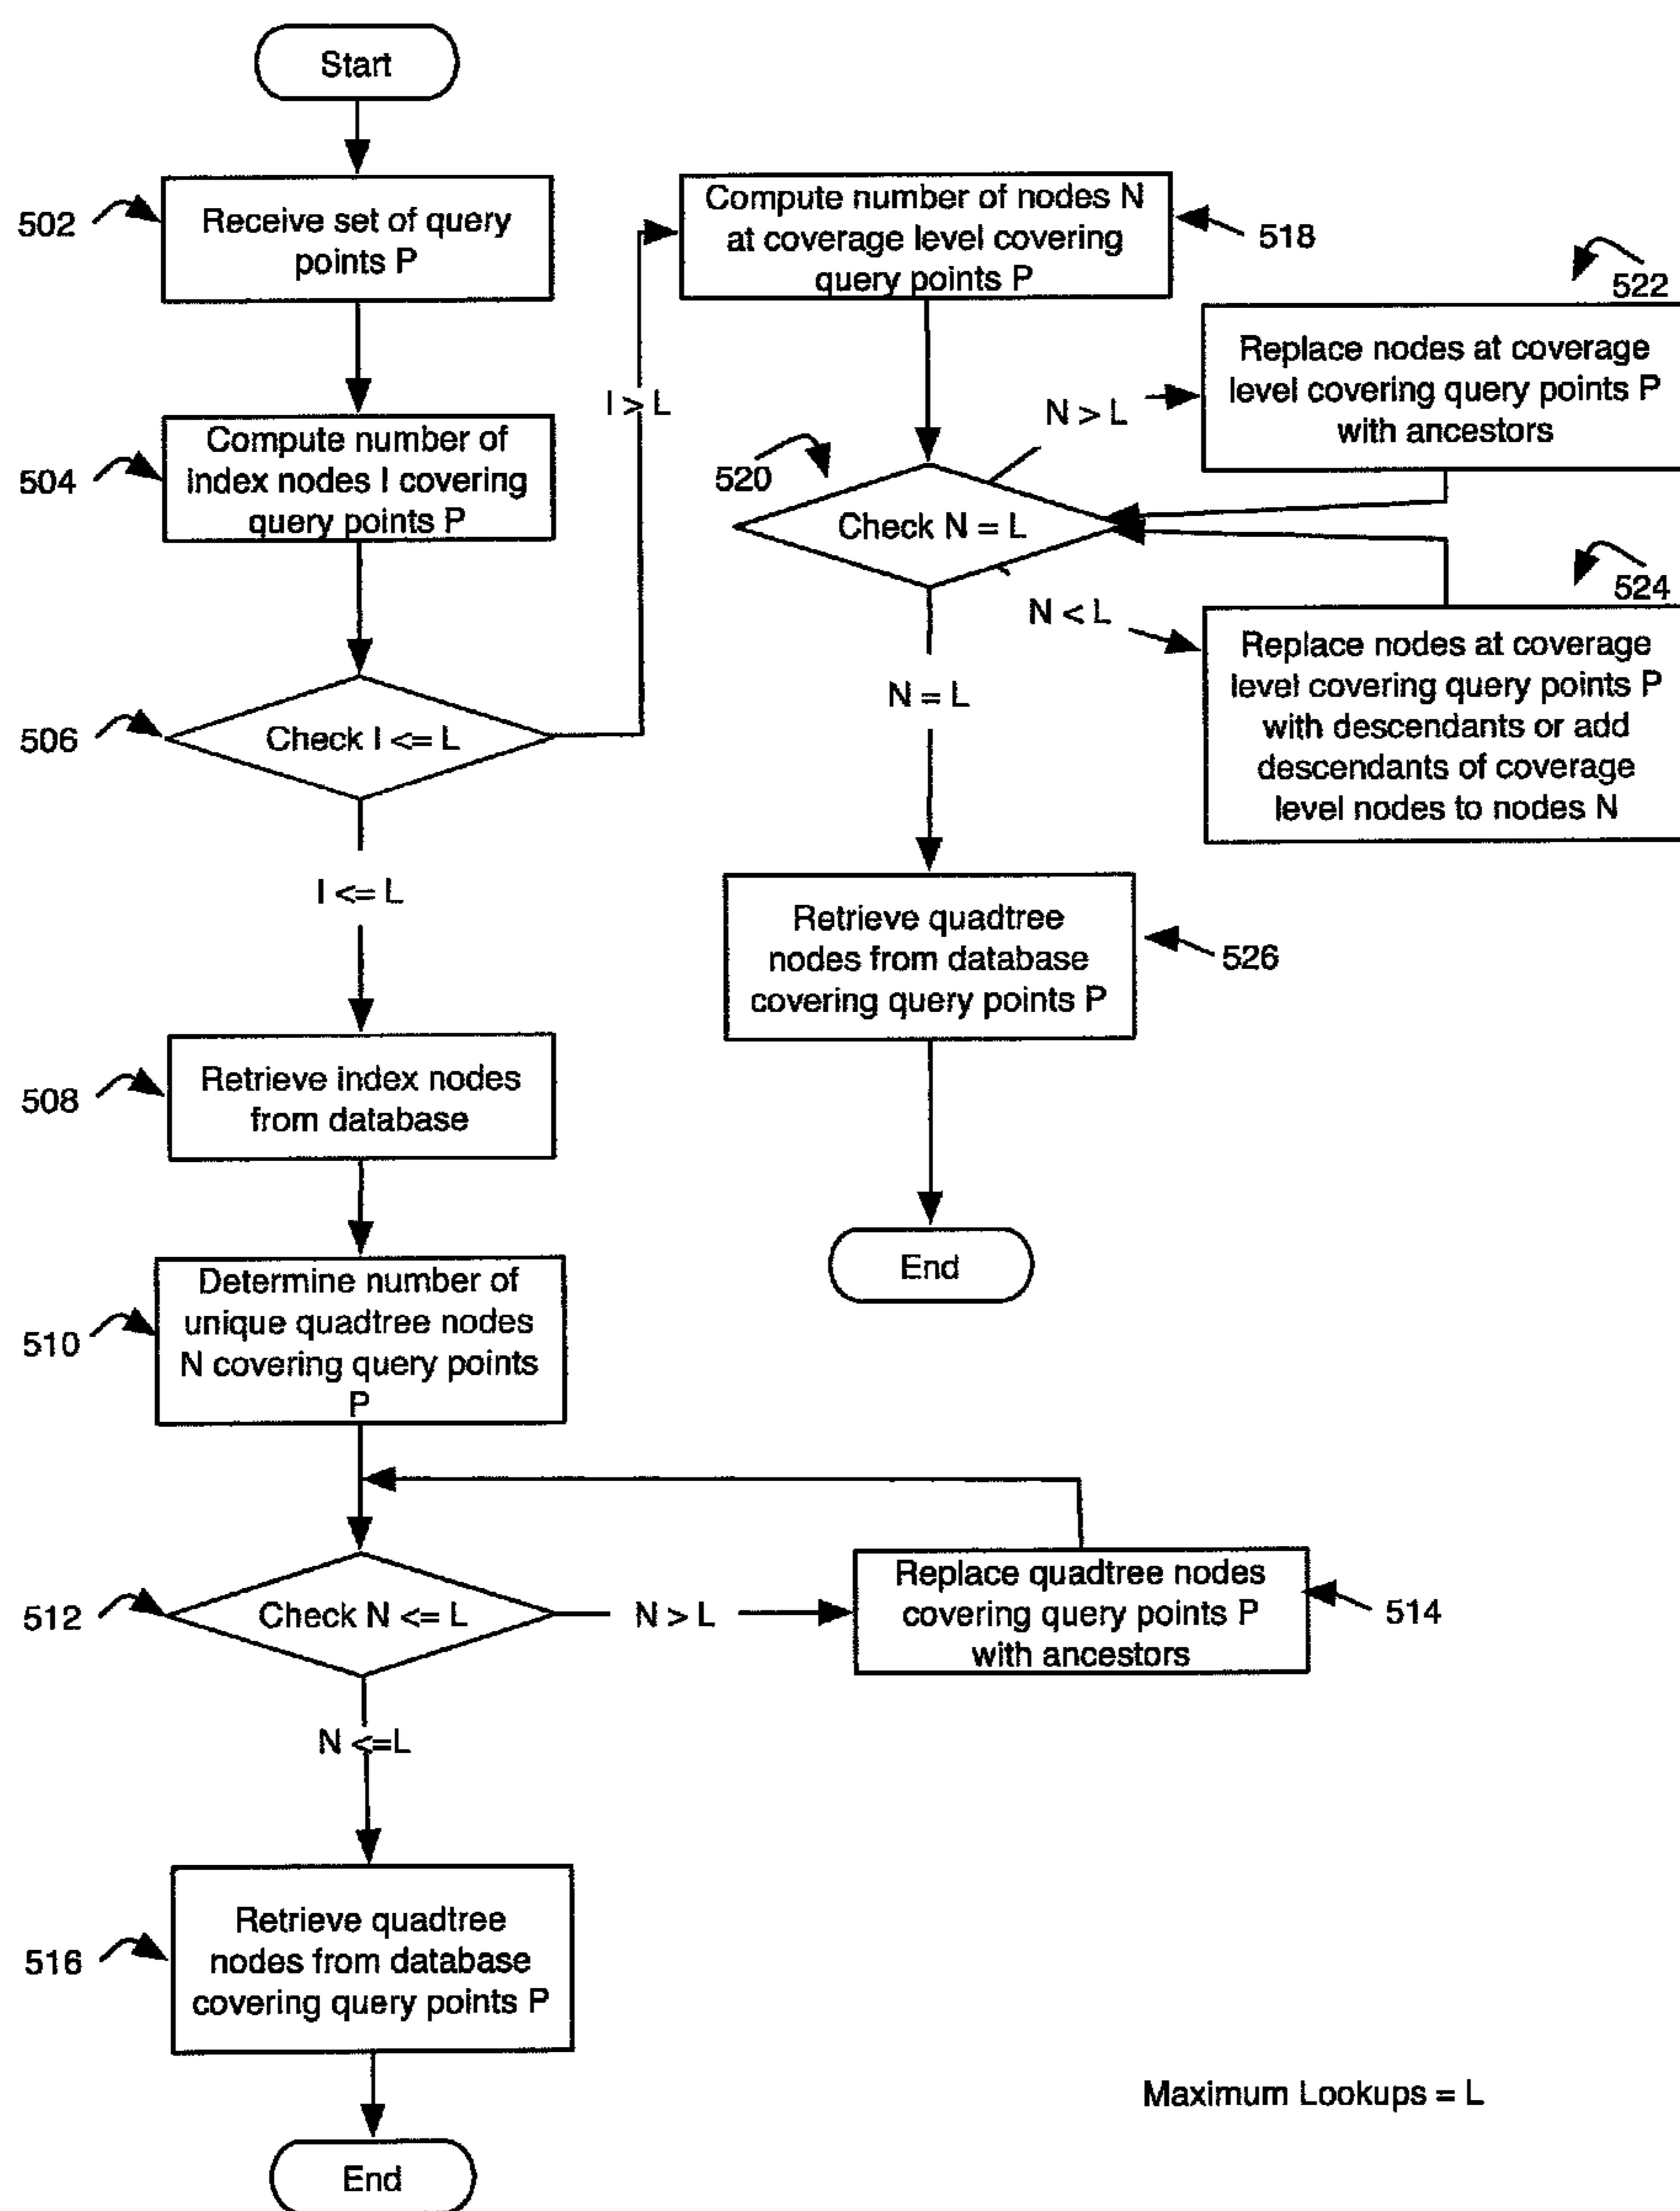 Start
502
Receive set of query
points P
504
Compute number of
index nodes I covering
query points P
506
Check I <= L
I > L
I <= L
508
Retrieve index nodes
from database
510
Determine number of
unique quadtree nodes
N covering query points
P
512
Check N <= L
N > L
Replace quadtree nodes
covering query points P
with ancestors
514
N <=L
516
Retrieve quadtree
nodes from database
covering query points P
End
Compute number of nodes N
at coverage level covering
query points P
518
520
Check N = L
N > L
522
Replace nodes at coverage
level covering query points P
with ancestors
N < L
524
Replace nodes at coverage
level covering query points P
with descendants or add
descendants of coverage
level nodes to nodes N
N = L
Retrieve quadtree
nodes from database
covering query points P
526
End
Maximum Lookups = L